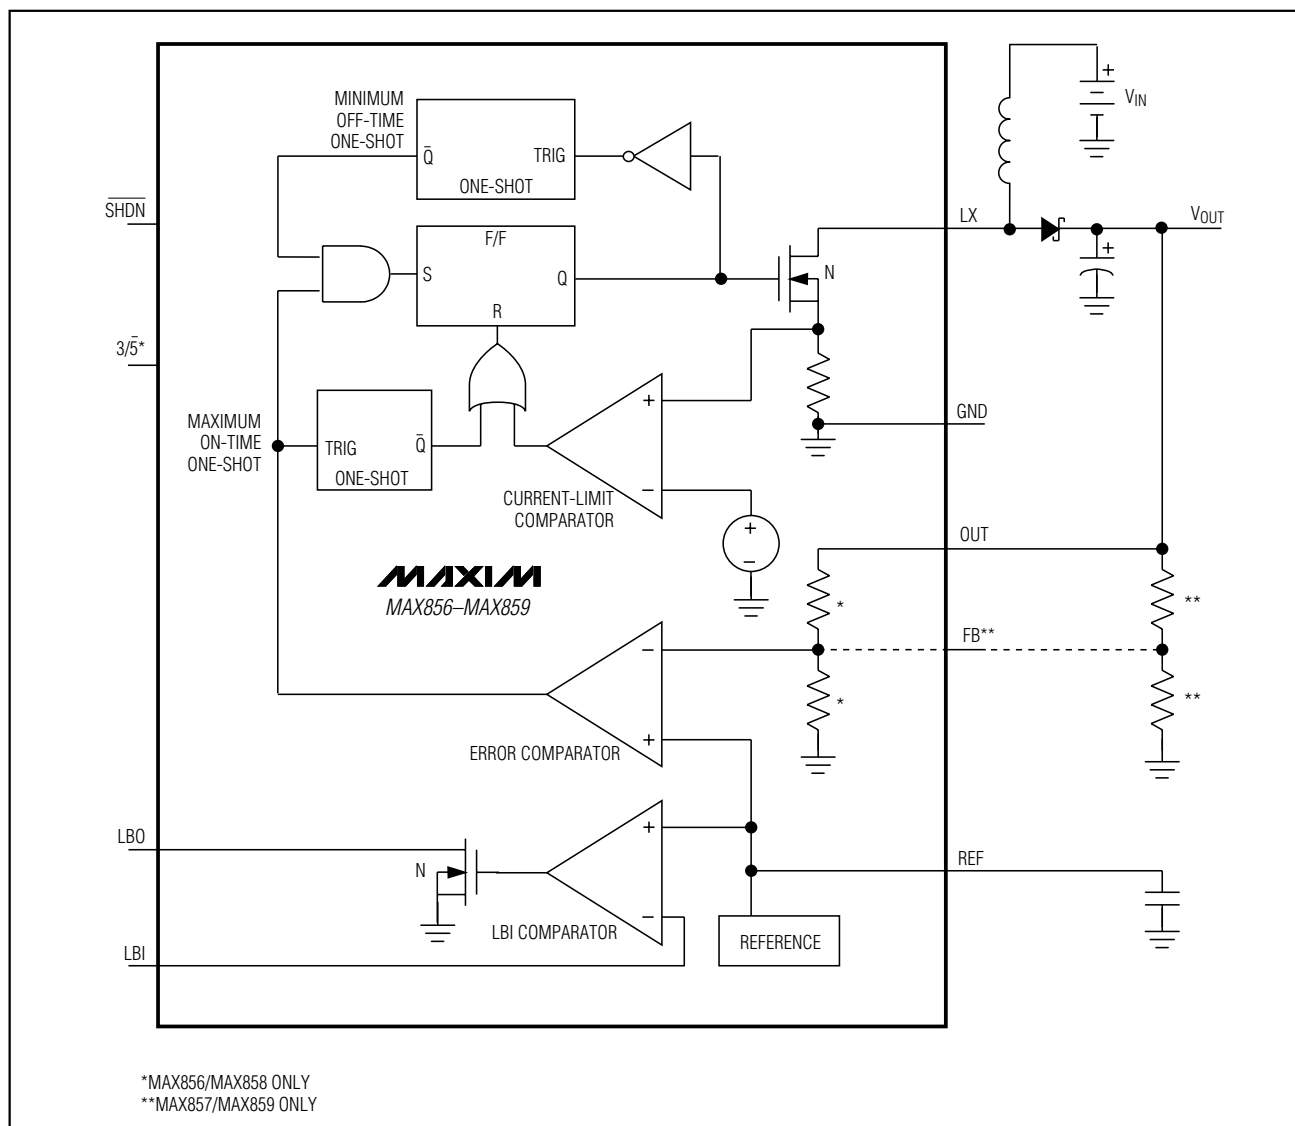 MINIMUM
OFF-TIME
ONE-SHOT
Q̅
TRIG
ONE-SHOT
+
V_IN
S̅H̅D̅N̅
F/F
S
Q
R
N
LX
V_OUT
+
3/5̅*
MAXIMUM
ON-TIME
ONE-SHOT
TRIG
Q̅
ONE-SHOT
+
−
CURRENT-LIMIT
COMPARATOR
GND
+
−
OUT
MAXIM
MAX856–MAX859
*
**
FB**
−
*
**
+
ERROR COMPARATOR
LBO
N
+
−
LBI COMPARATOR
REF
REFERENCE
LBI
*MAX856/MAX858 ONLY
**MAX857/MAX859 ONLY